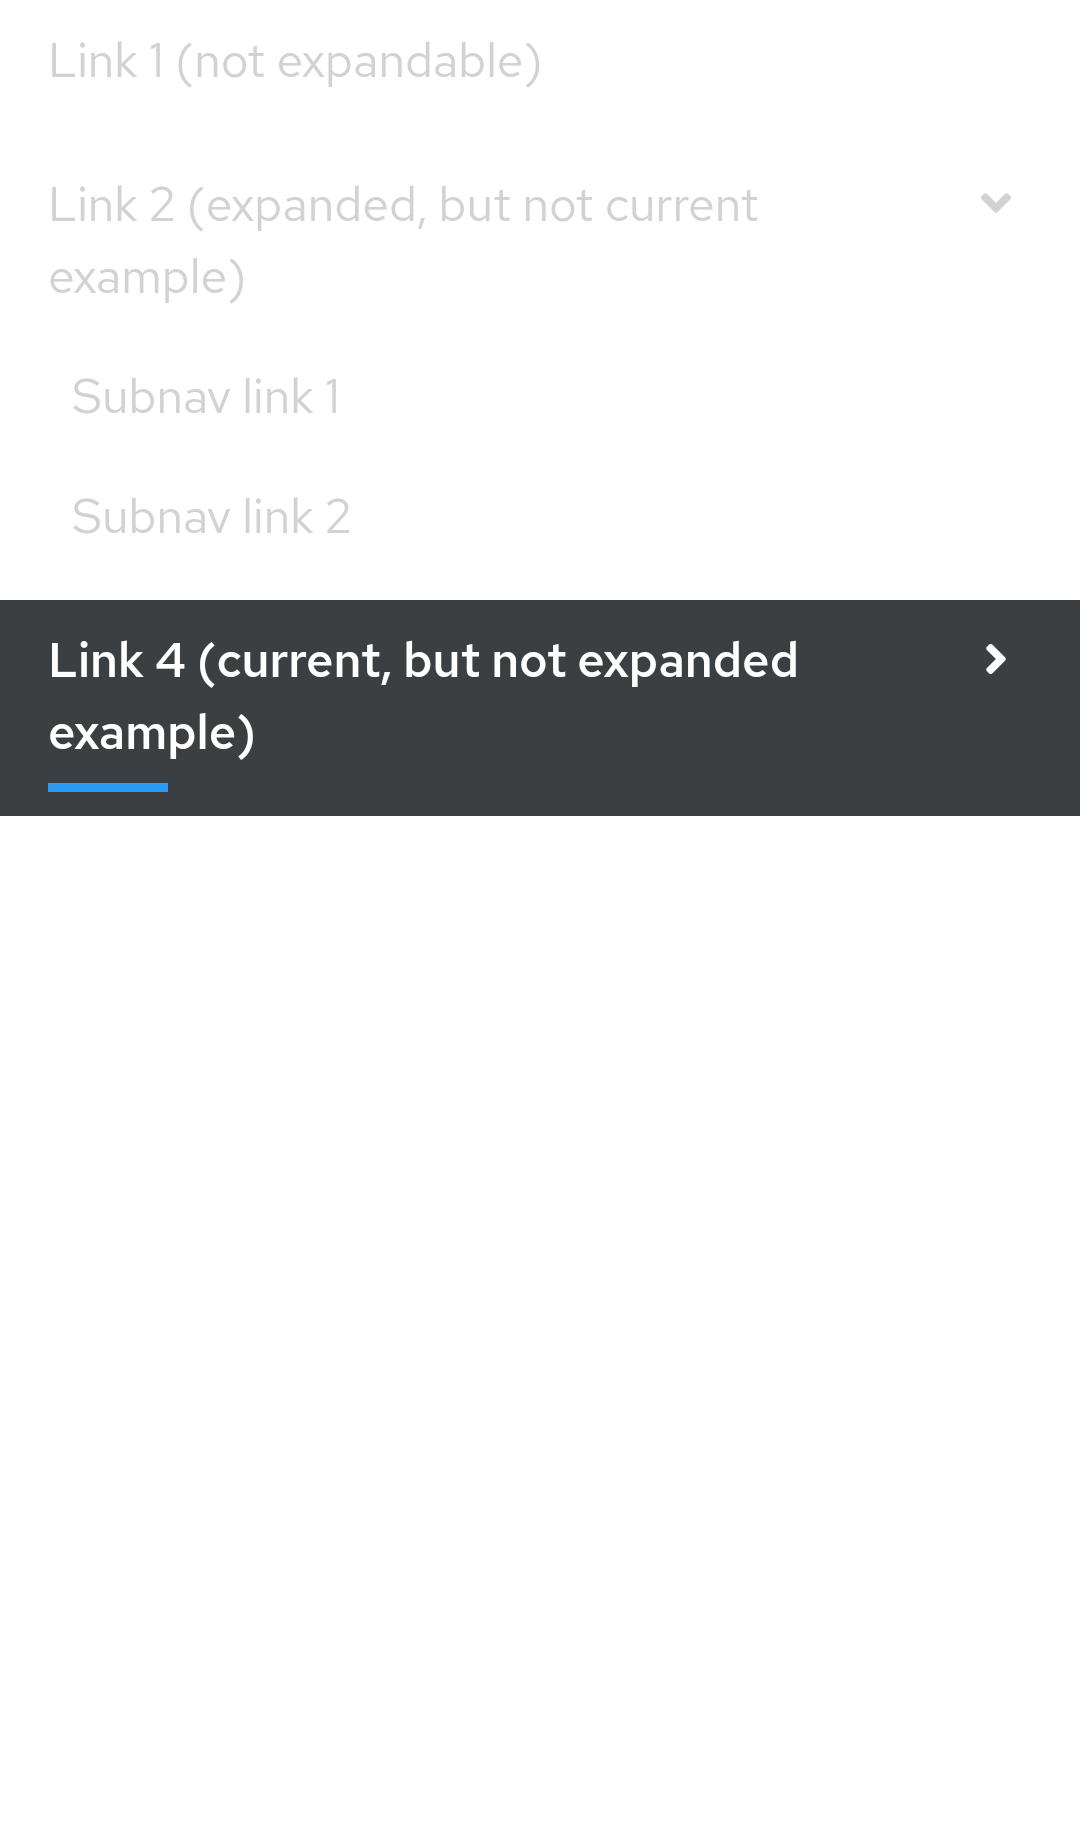 Link 1 (not expandable)
Link 2 (expanded, but not current
example)
Subnav link 1
Subnav link 2
Link 4 (current, but not expanded
example)